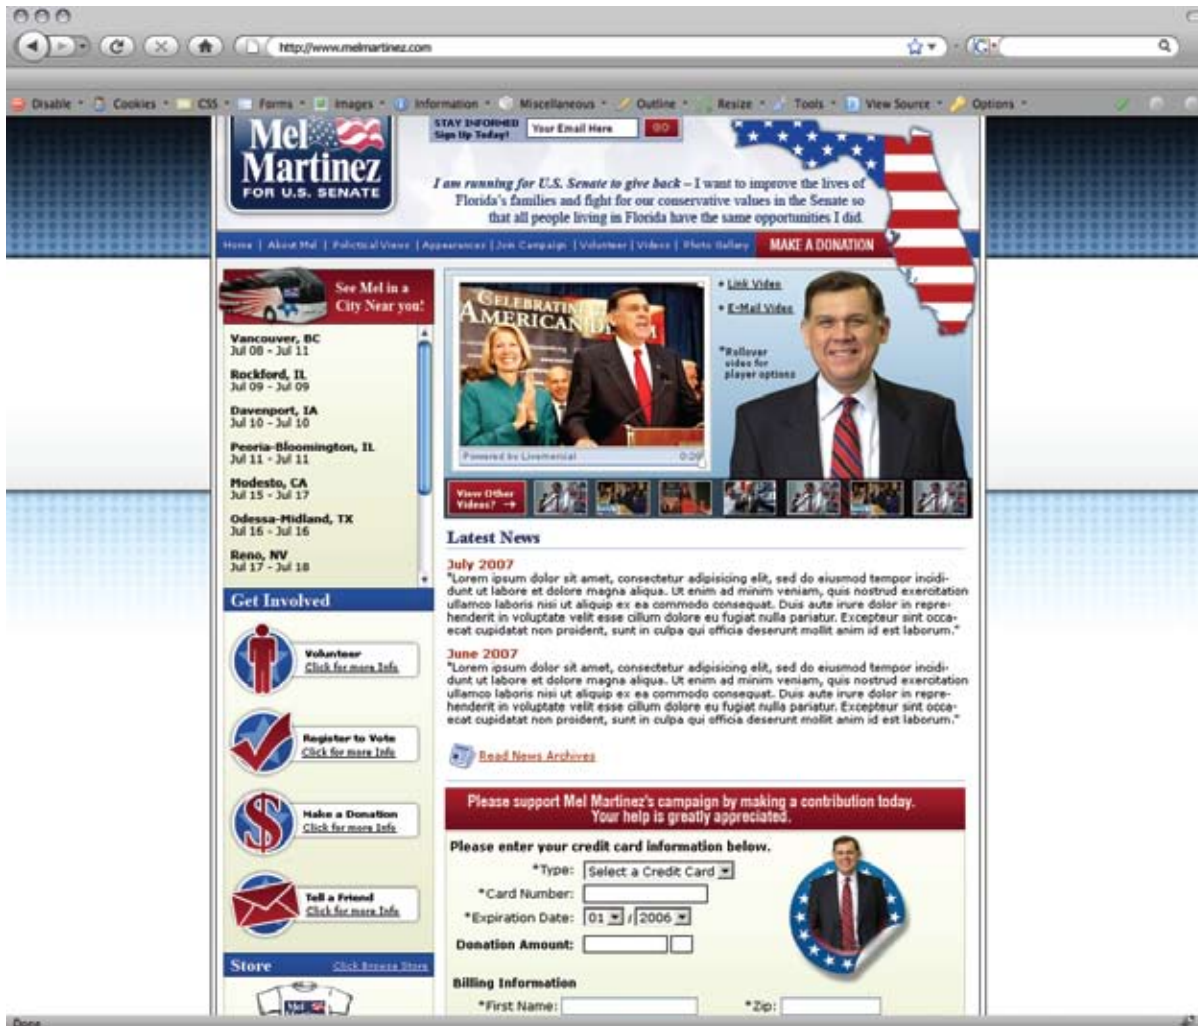 http://www.melmartinez.com
Disable Cookies CSS Forms Images Information Miscellaneous Outline Resize Tools View Source Options
Mel
Martinez
FOR U.S. SENATE
STAY INFORMED
Sign Up Today!
Your Email Here
GO
I am running for U.S. Senate to give back – I want to improve the lives of
Florida's families and fight for our conservative values in the Senate so
that all people living in Florida have the same opportunities I did.
Home | About Mel | Polictical Views | Appearances | Join Campaign | Volunteer | Videos | Photo Gallery
MAKE A DONATION
See Mel in a
City Near you!
Vancouver, BC
Jul 08 - Jul 11
Rockford, IL
Jul 09 - Jul 09
Davenport, IA
Jul 10 - Jul 10
Peoria-Bloomington, IL
Jul 11 - Jul 11
Modesto, CA
Jul 15 - Jul 17
Odessa-Midland, TX
Jul 16 - Jul 16
Reno, NV
Jul 17 - Jul 18
Get Involved
Volunteer
Click for more Info
Register to Vote
Click for more Info
Make a Donation
Click for more Info
Tell a Friend
Click for more Info
Store
Click Browse Store
Mel
CELEBRATING
AMERICAN
Powered by Livemercial
0:29
• Link Video
• E-Mail Video
*Rollover
video for
player options
View Other
Videos? →
Latest News
July 2007
"Lorem ipsum dolor sit amet, consectetur adipisicing elit, sed do eiusmod tempor incidi-
dunt ut labore et dolore magna aliqua. Ut enim ad minim veniam, quis nostrud exercitation
ullamco laboris nisi ut aliquip ex ea commodo consequat. Duis aute irure dolor in repre-
henderit in voluptate velit esse cillum dolore eu fugiat nulla pariatur. Excepteur sint occa-
ecat cupidatat non proident, sunt in culpa qui officia deserunt mollit anim id est laborum."
June 2007
"Lorem ipsum dolor sit amet, consectetur adipisicing elit, sed do eiusmod tempor incidi-
dunt ut labore et dolore magna aliqua. Ut enim ad minim veniam, quis nostrud exercitation
ullamco laboris nisi ut aliquip ex ea commodo consequat. Duis aute irure dolor in repre-
henderit in voluptate velit esse cillum dolore eu fugiat nulla pariatur. Excepteur sint occa-
ecat cupidatat non proident, sunt in culpa qui officia deserunt mollit anim id est laborum."
Read News Archives
Please support Mel Martinez's campaign by making a contribution today.
Your help is greatly appreciated.
Please enter your credit card information below.
*Type: Select a Credit Card
*Card Number:
*Expiration Date: 01 / 2006
Donation Amount:
Billing Information
*First Name: *Zip:
Done